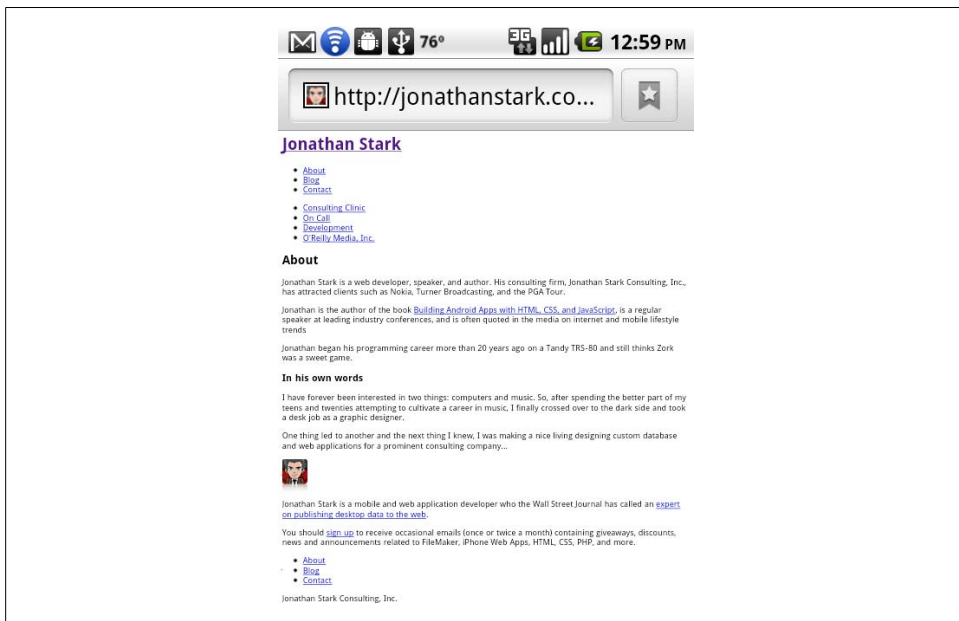 76°
3G
12:59 PM
http://jonathanstark.co...
Jonathan Stark
• About
• Blog
• Contact
• Consulting Clinic
• On Call
• Development
• O'Reilly Media, Inc.
About
Jonathan Stark is a web developer, speaker, and author. His consulting firm, Jonathan Stark Consulting, Inc.,
has attracted clients such as Nokia, Turner Broadcasting, and the PGA Tour.
Jonathan is the author of the book Building Android Apps with HTML, CSS, and JavaScript, is a regular
speaker at leading industry conferences, and is often quoted in the media on internet and mobile lifestyle
trends
Jonathan began his programming career more than 20 years ago on a Tandy TRS-80 and still thinks Zork
was a sweet game.
In his own words
I have forever been interested in two things: computers and music. So, after spending the better part of my
teens and twenties attempting to cultivate a career in music, I finally crossed over to the dark side and took
a desk job as a graphic designer.
One thing led to another and the next thing I knew, I was making a nice living designing custom database
and web applications for a prominent consulting company...
Jonathan Stark is a mobile and web application developer who the Wall Street Journal has called an expert
on publishing desktop data to the web.
You should sign up to receive occasional emails (once or twice a month) containing giveaways, discounts,
news and announcements related to FileMaker, iPhone Web Apps, HTML, CSS, PHP, and more.
• About
• Blog
• Contact
Jonathan Stark Consulting, Inc.